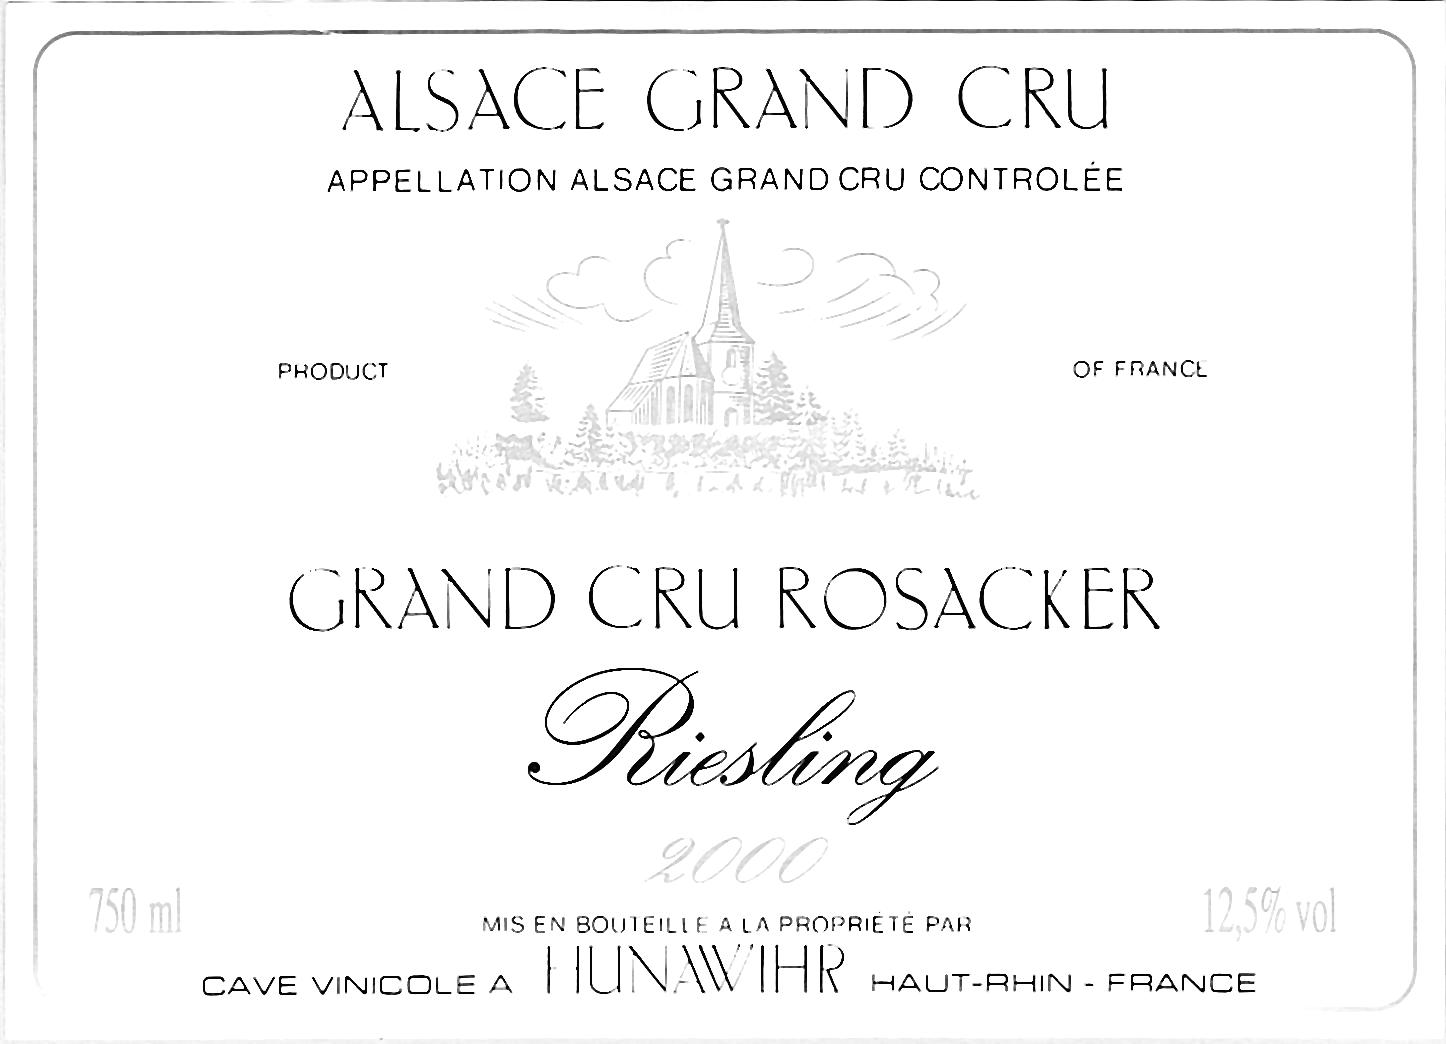 ALSACE GRAND CRU
APPELLATION ALSACE GRAND CRU CONTROLÉE
PRODUCT OF FRANCE
GRAND CRU ROSACKER
Riesling
2000
750 ml 12,5% vol
MIS EN BOUTEILLE A LA PROPRIÉTÉ PAR
CAVE VINICOLE A HUNAWIHR HAUT-RHIN - FRANCE